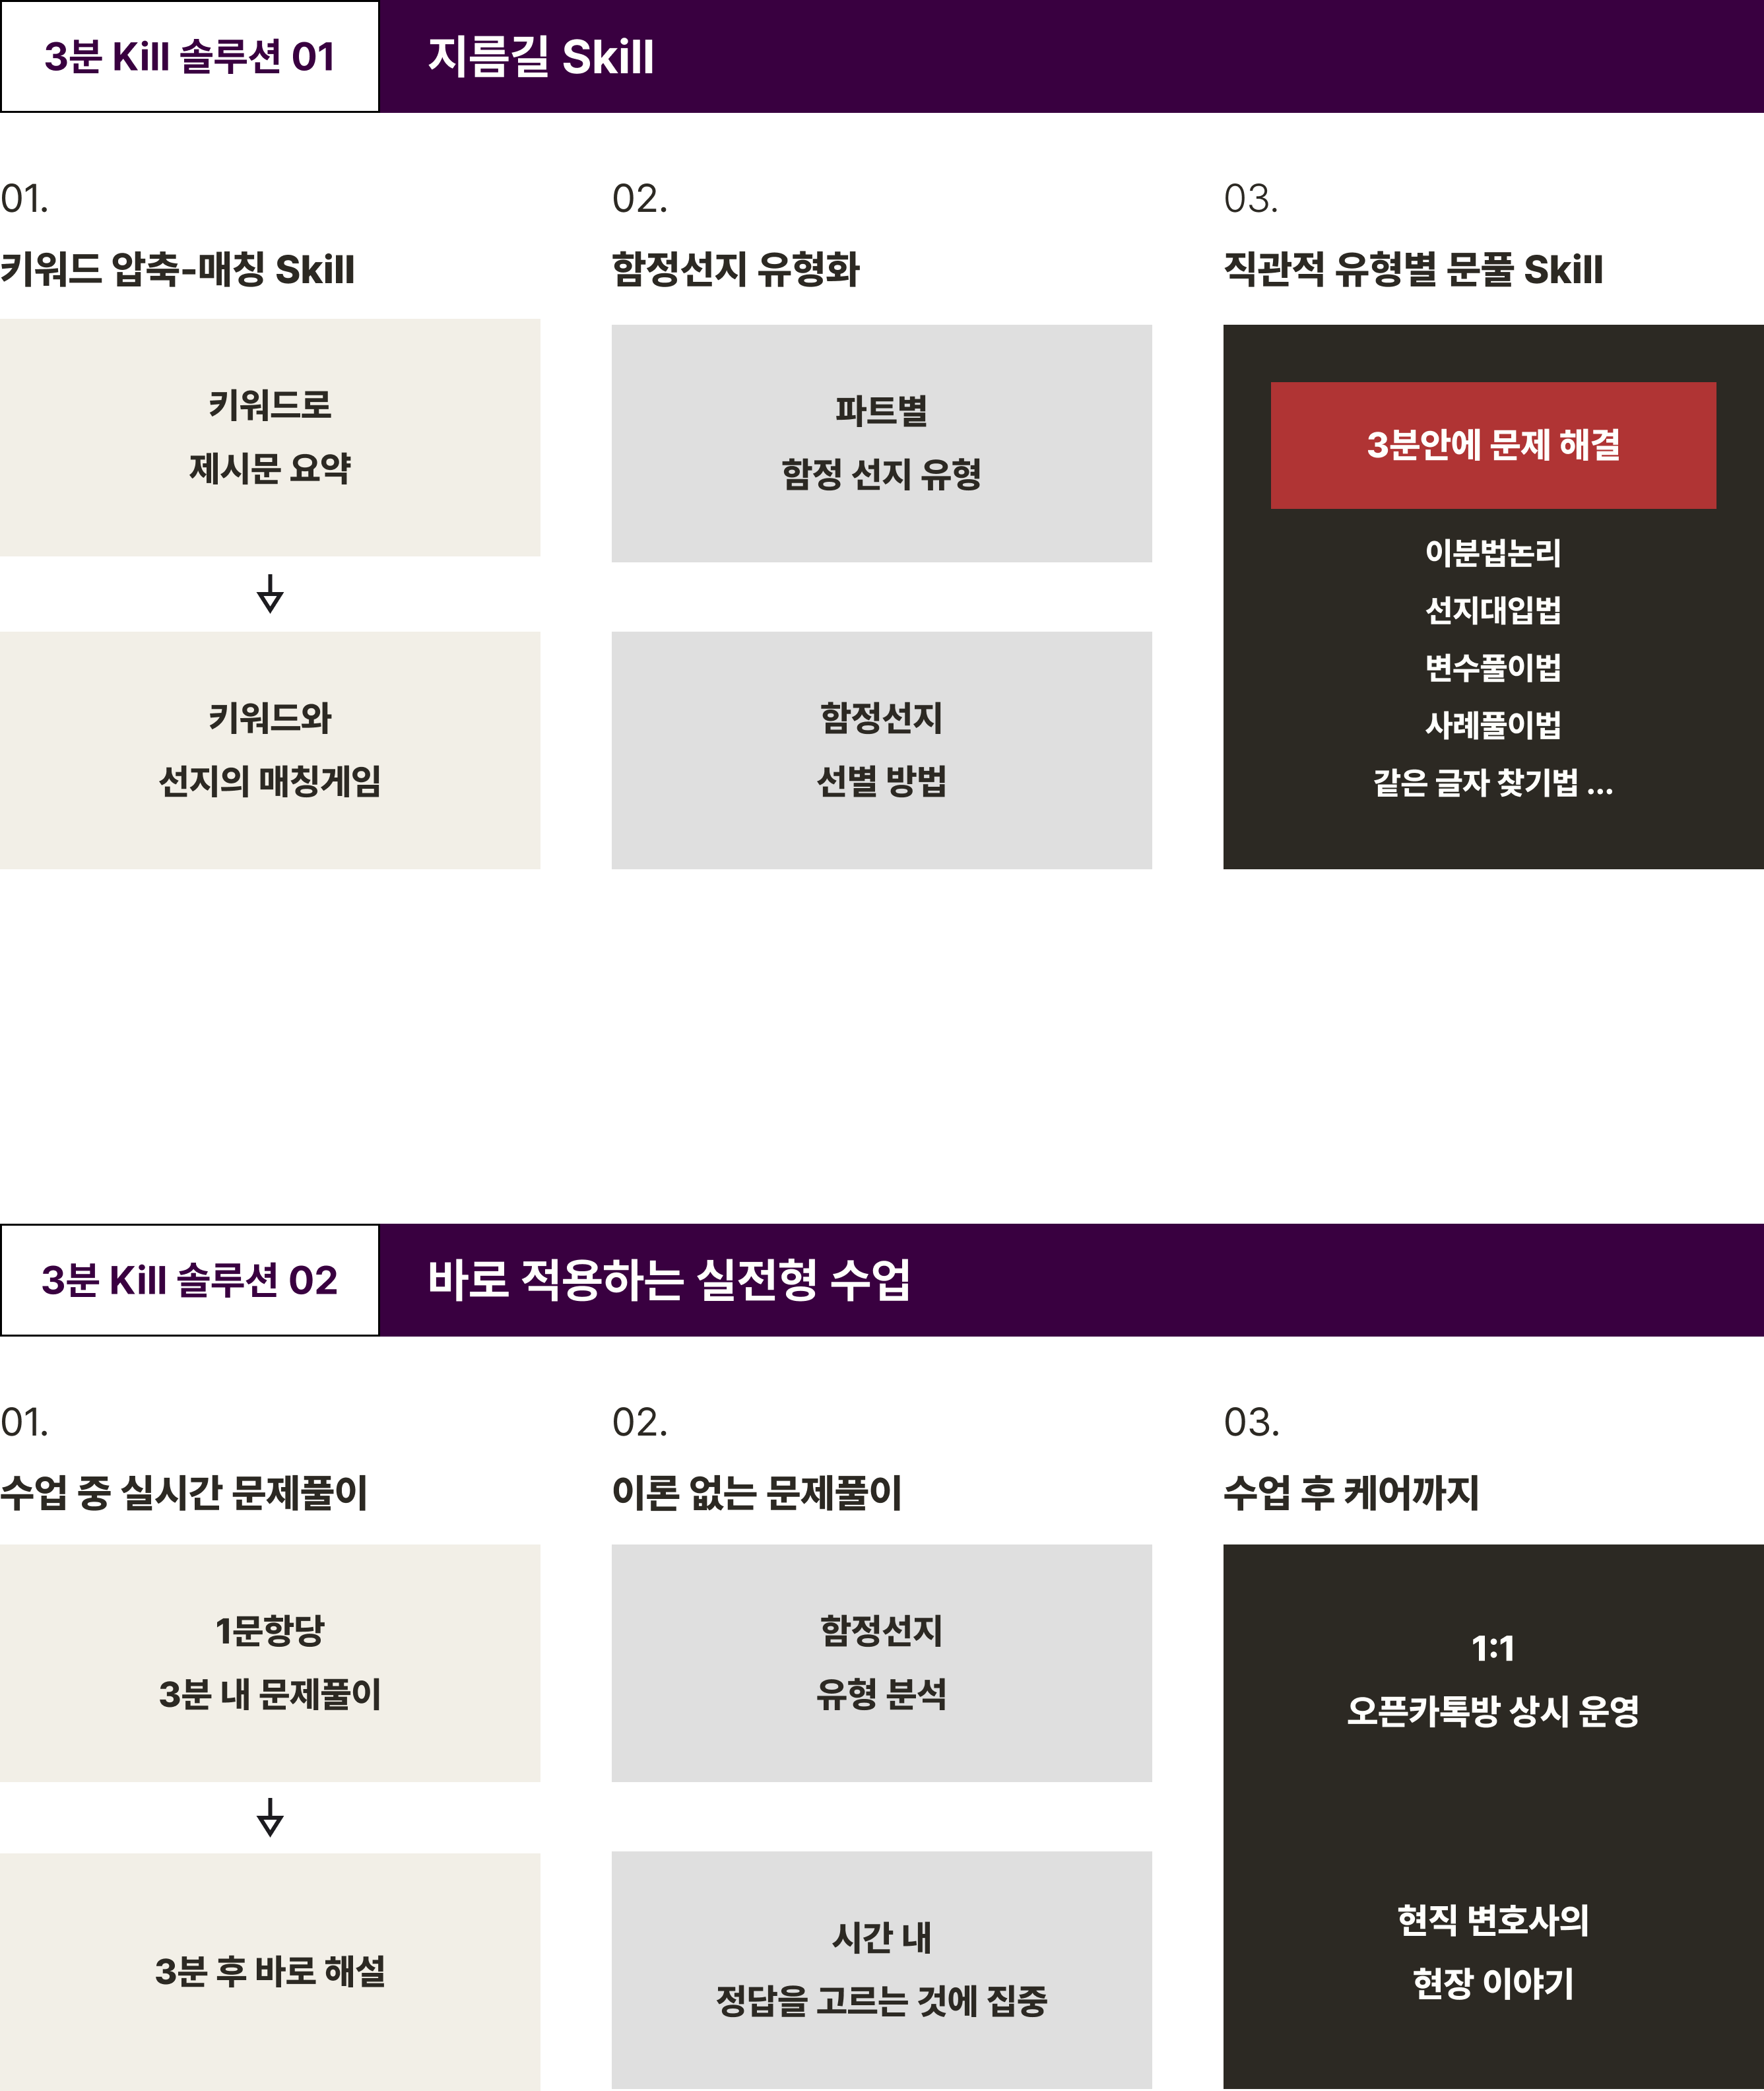 3분 Kill 솔루션 01
지름길 Skill
01.
키워드 압축-매칭 Skill
키워드로
제시문 요약
키워드와
선지의 매칭게임
02.
함정선지 유형화
파트별
함정 선지 유형
함정선지
선별 방법
03.
직관적 유형별 문풀 Skill
3분안에 문제 해결
이분법논리
선지대입법
변수풀이법
사례풀이법
같은 글자 찾기법 ...
3분 Kill 솔루션 02
바로 적용하는 실전형 수업
01.
수업 중 실시간 문제풀이
1문항당
3분 내 문제풀이
3분 후 바로 해설
02.
이론 없는 문제풀이
함정선지
유형 분석
시간 내
정답을 고르는 것에 집중
03.
수업 후 케어까지
1:1
오픈카톡방 상시 운영
현직 변호사의
현장 이야기